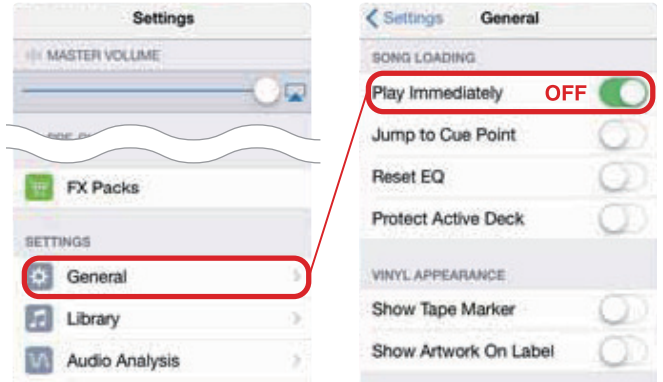 Settings
MASTER VOLUME
FX Packs
SETTINGS
General
Library
Audio Analysis
Settings General
SONG LOADING
Play Immediately OFF
Jump to Cue Point
Reset EQ
Protect Active Deck
VINYL APPEARANCE
Show Tape Marker
Show Artwork On Label